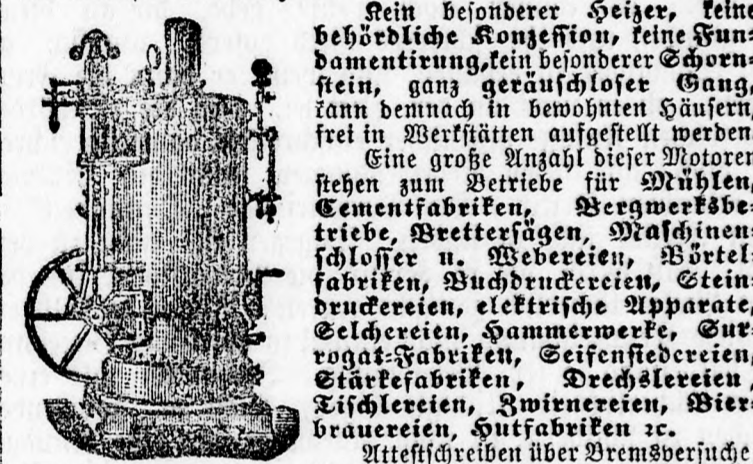 Kein besonderer Heizer, keine
behördliche Konzession, keine Fun-
damentirung, kein besonderer Schorn-
stein, ganz geräuschloser Gang,
kann demnach in bewohnten Häusern,
frei in Werkstätten aufgestellt werden
Eine große Anzahl dieser Motoren
stehen zum Betriebe für Mühlen,
Cementfabriken, Bergwerksbe-
triebe, Brettersägen, Maschinen-
schlosser u. Webereien, Börtel-
fabriken, Buchdruckereien, Stein-
druckereien, elektrische Apparate,
Selchereien, Hammerwerke, Sur-
rogat-Fabriken, Seifensiedereien,
Stärkefabriken, Drechslereien,
Tischlereien, Zwirnereien, Bier-
brauereien, Hutfabriken ꝛc.
Attestschreiben über Bremsversuche